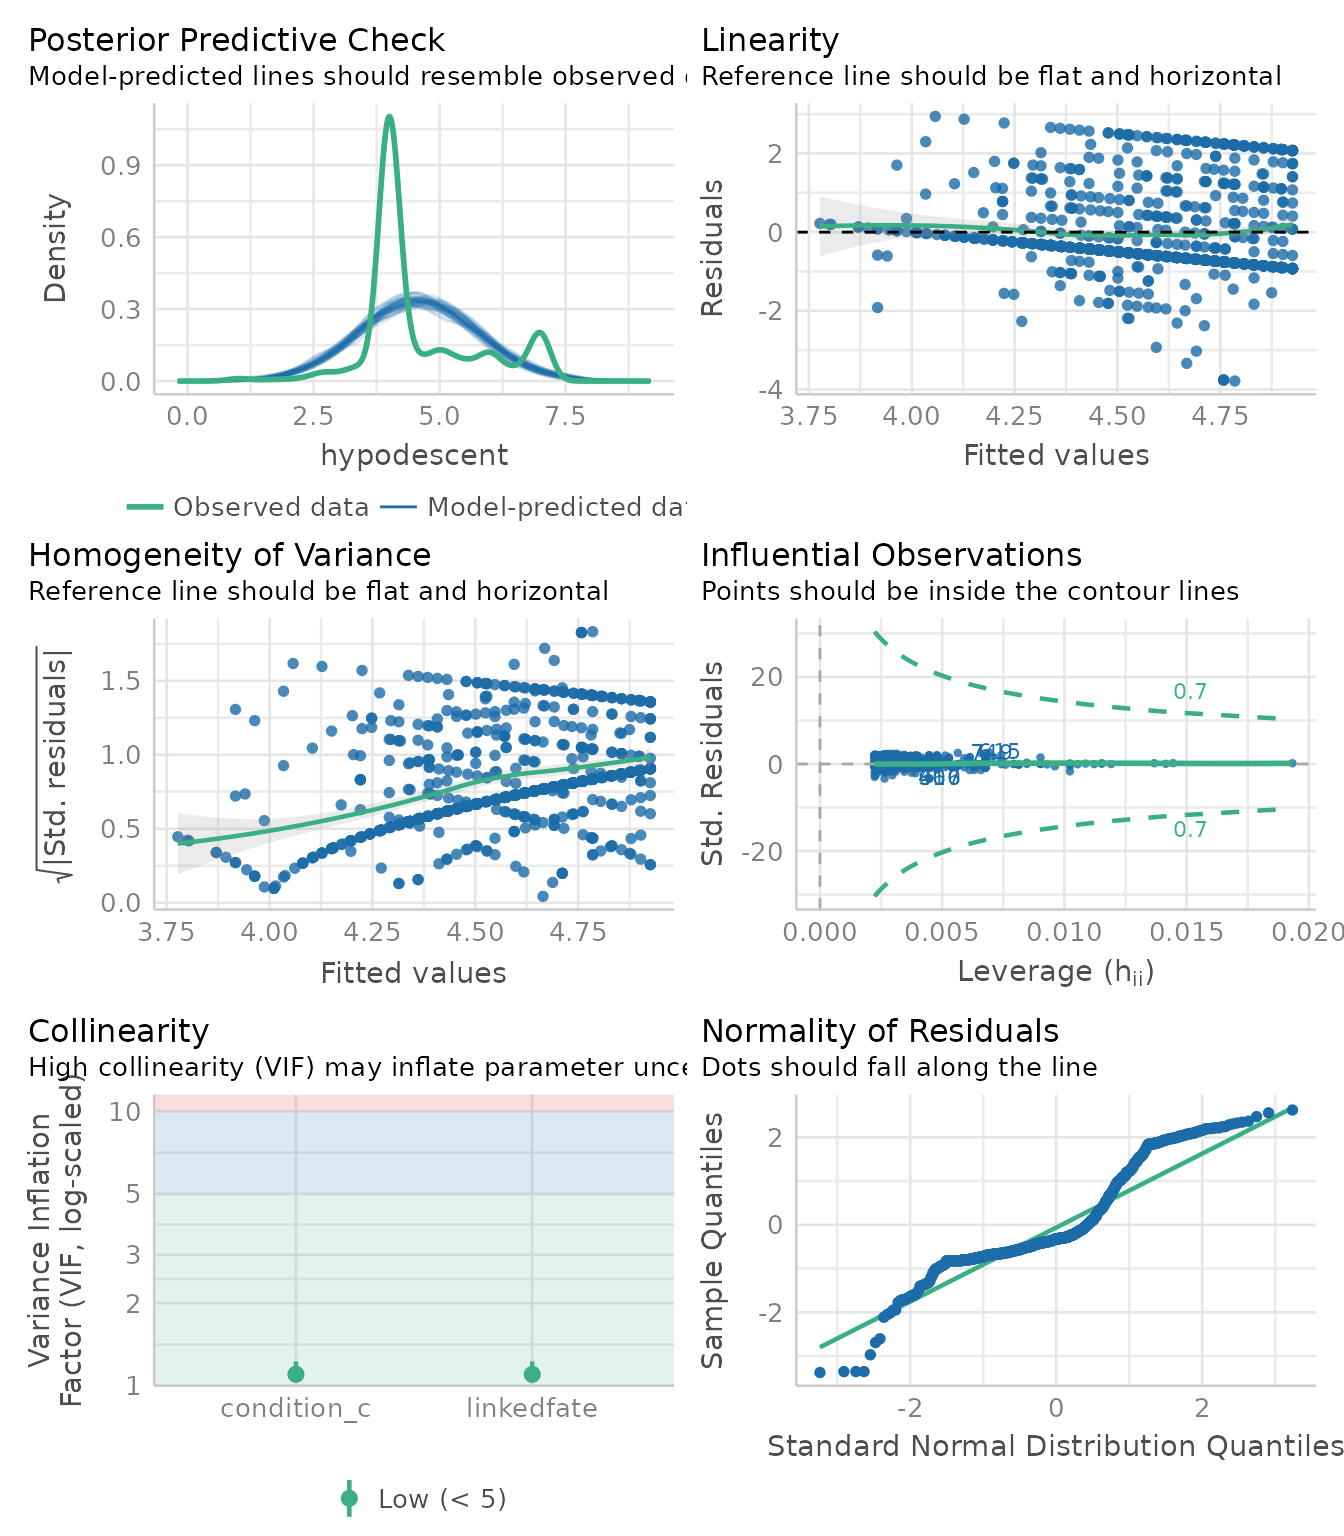 Posterior Predictive Check
Model-predicted lines should resemble observed
0.9
0.6
0.3
0.0
Density
0.0 2.5 5.0 7.5
hypodescent
Observed data Model-predicted dat
Linearity
Reference line should be flat and horizontal
2
0
-2
-4
Residuals
3.75 4.00 4.25 4.50 4.75
Fitted values
Homogeneity of Variance
Reference line should be flat and horizontal
1.5
1.0
0.5
0.0
√|Std. residuals|
3.75 4.00 4.25 4.50 4.75
Fitted values
Influential Observations
Points should be inside the contour lines
20
0
-20
Std. Residuals
0.7
0.7
0.000 0.005 0.010 0.015 0.020
Leverage (hᵢᵢ)
Collinearity
High collinearity (VIF) may inflate parameter unce
10
5
3
2
1
Variance Inflation
Factor (VIF, log-scaled)
condition_c linkedfate
Low (< 5)
Normality of Residuals
Dots should fall along the line
2
0
-2
Sample Quantiles
-2 0 2
Standard Normal Distribution Quantiles